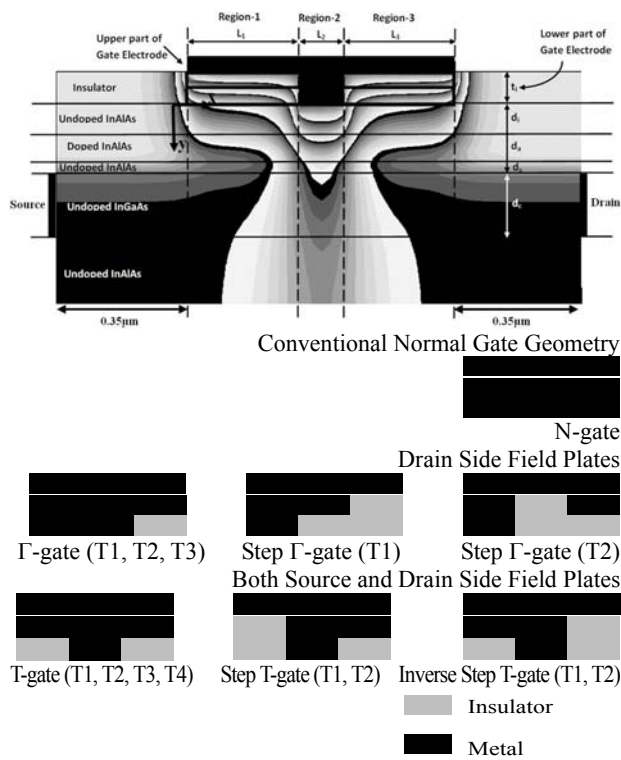 Region-1 Region-2 Region-3
L₁ L₂ L₃
Upper part of Gate Electrode
Lower part of Gate Electrode
Insulator
tᵢ
Undoped InAlAs
dᵢ
y
Doped InAlAs
dₐ
Undoped InAlAs
Source
Undoped InGaAs
Drain
Undoped InAlAs
0.35µm 0.35µm
Conventional Normal Gate Geometry
N-gate
Drain Side Field Plates
Γ-gate (T1, T2, T3) Step Γ-gate (T1) Step Γ-gate (T2)
Both Source and Drain Side Field Plates
T-gate (T1, T2, T3, T4) Step T-gate (T1, T2) Inverse Step T-gate (T1, T2)
Insulator
Metal